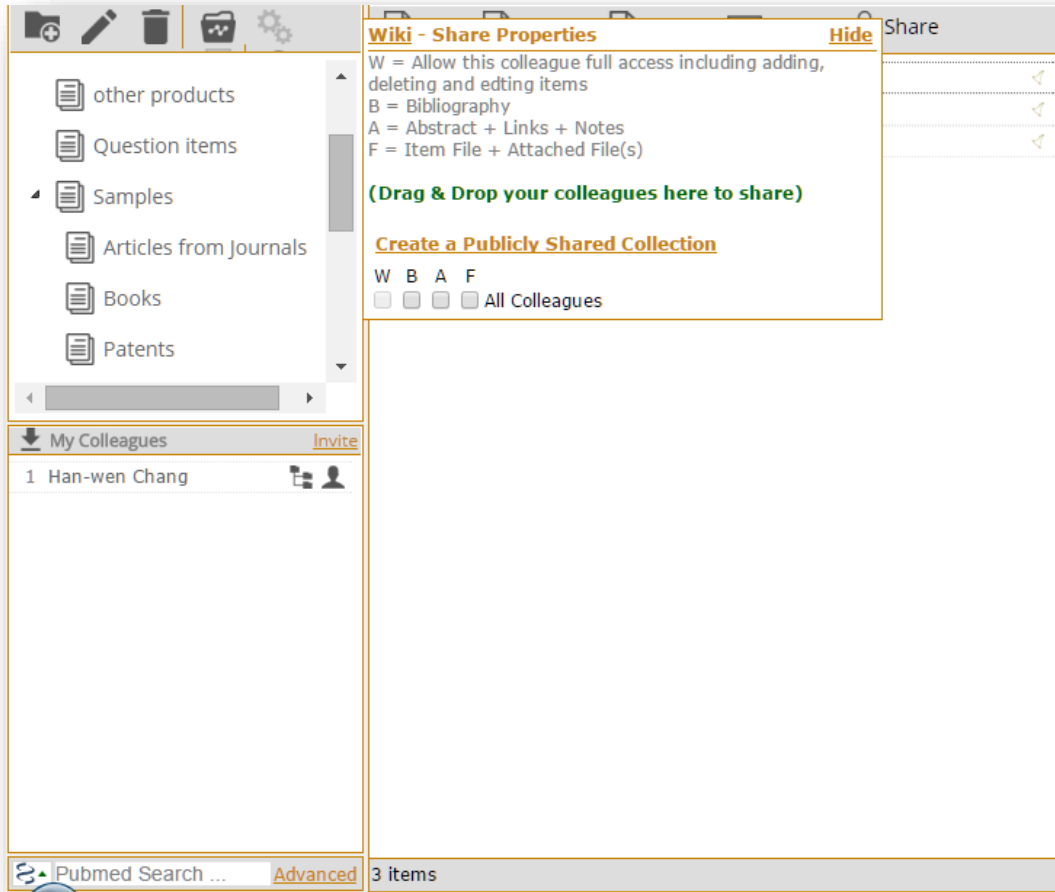 other products
Question items
Samples
Articles from Journals
Books
Patents
My Colleagues Invite
1 Han-wen Chang
Pubmed Search ... Advanced
Share
Wiki - Share Properties Hide
W = Allow this colleague full access including adding,
deleting and edting items
B = Bibliography
A = Abstract + Links + Notes
F = Item File + Attached File(s)
(Drag & Drop your colleagues here to share)
Create a Publicly Shared Collection
W B A F
All Colleagues
3 items